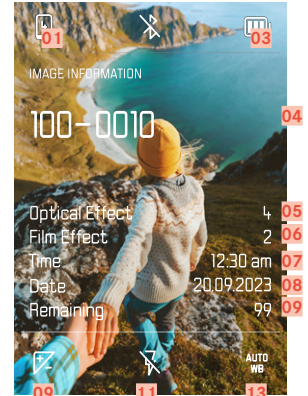 01 03
IMAGE INFORMATION
100-0010 04
Optical Effect 4 05
Film Effect 2 06
Time 12:30 am 07
Date 20.09.2023 08
Remaining 99 09
AUTO
WB
09 11 13